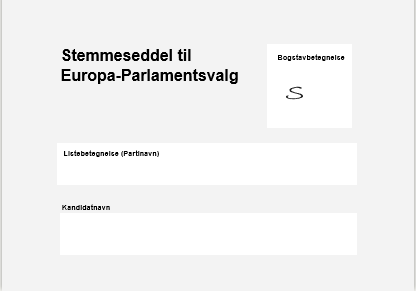 Stemmeseddel til
Europa-Parlamentsvalg
Bogstavbetegnelse
S
Listebetegnelse (Partinavn)
Kandidatnavn